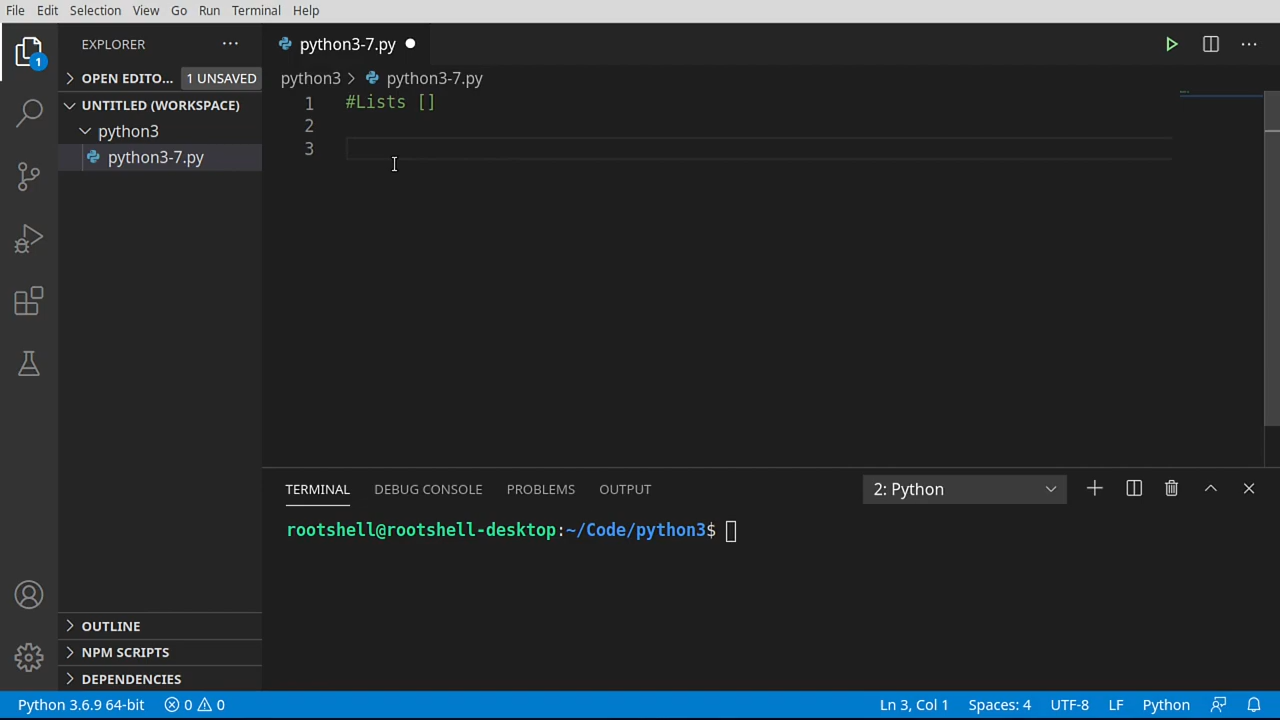 File Edit Selection View Go Run Terminal Help
EXPLORER
python3-7.py
OPEN EDITO... 1 UNSAVED
python3 > python3-7.py
UNTITLED (WORKSPACE)
1 #Lists []
python3
2
python3-7.py
3
TERMINAL DEBUG CONSOLE PROBLEMS OUTPUT 2: Python
rootshell@rootshell-desktop:~/Code/python3$
OUTLINE
NPM SCRIPTS
DEPENDENCIES
Python 3.6.9 64-bit 0 0 Ln 3, Col 1 Spaces: 4 UTF-8 LF Python